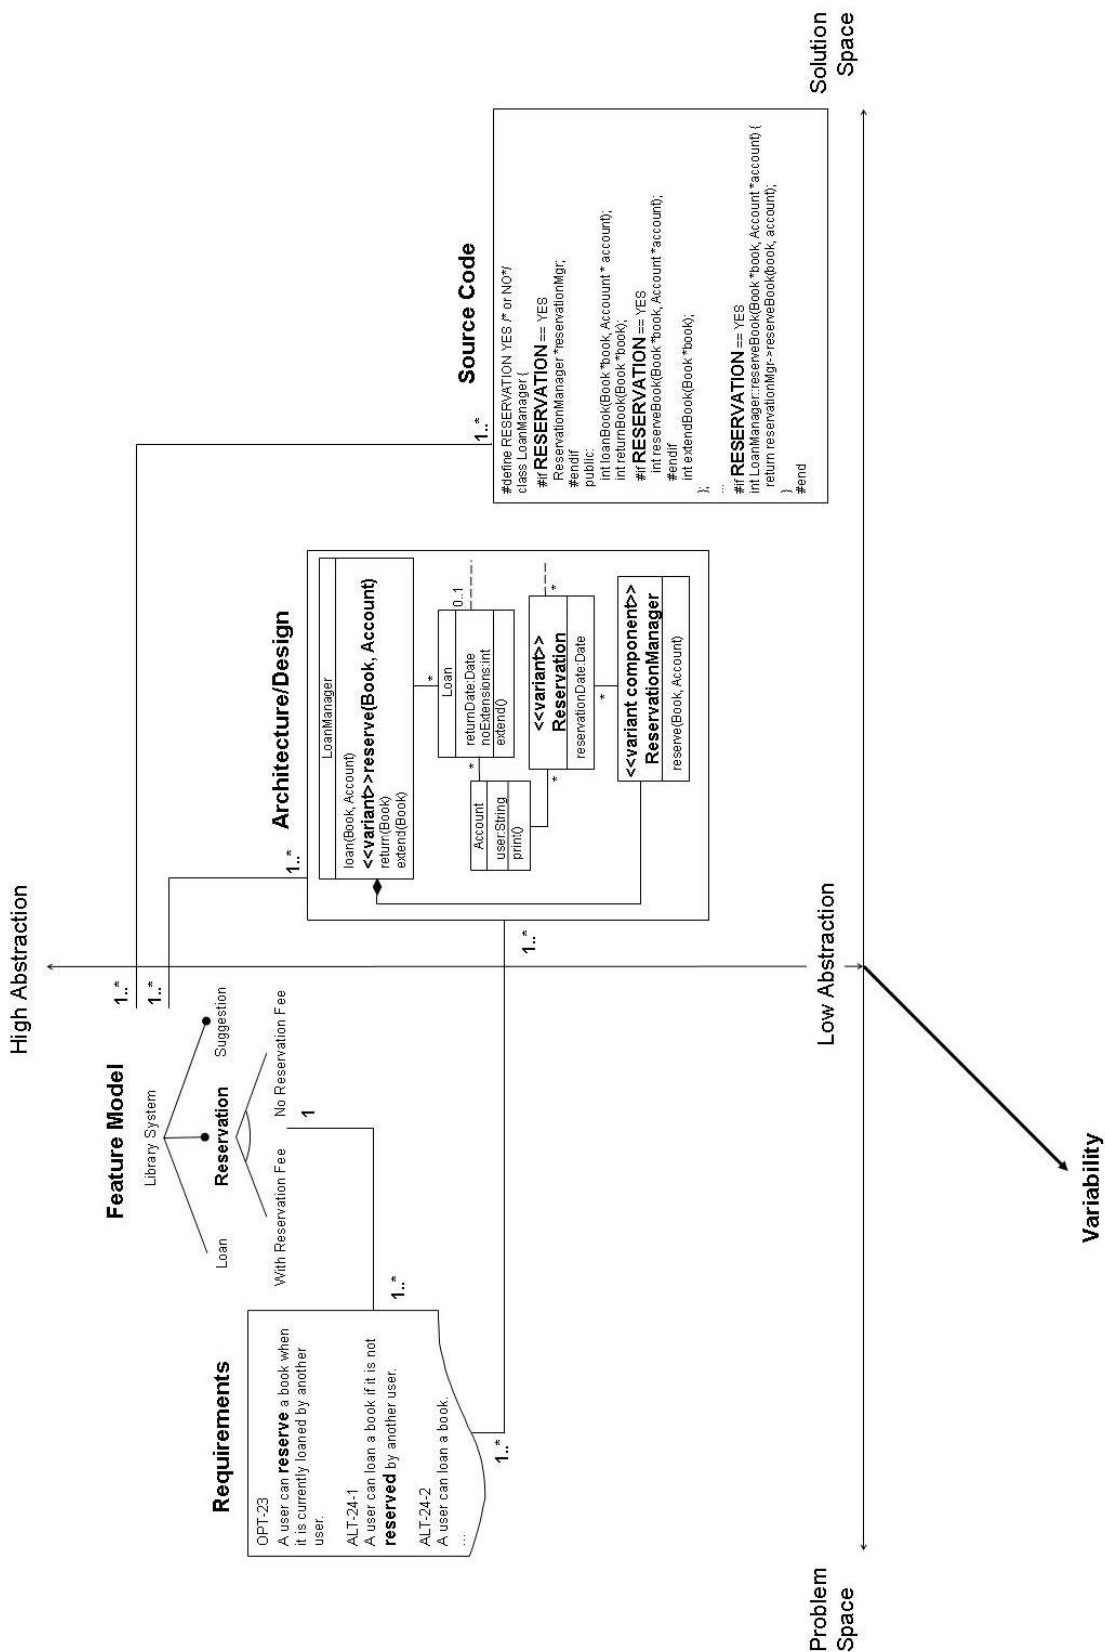 High Abstraction
Feature Model
Library System
Loan
Reservation
Suggestion
With Reservation Fee
No Reservation Fee
1
1..*
1..*
1..*
Requirements
OPT-23
A user can reserve a book when
it is currently loaned by another
user.
ALT-24-1
A user can loan a book if it is not
reserved by another user.
ALT-24-2
A user can loan a book.
...
1..*
1..*
1..*
Architecture/Design
LoanManager
loan(Book, Account)
<<variant>>reserve(Book, Account)
return(Book)
extend(Book)
*
Loan
returnDate:Date
noExtensions:int
extend()
0..1
*
Account
user:String
print()
*
<<variant>>
Reservation
reservationDate:Date
*
*
<<variant component>>
ReservationManager
reserve(Book, Account)
1..*
Source Code
#define RESERVATION YES /* or NO*/
class LoanManager {
#if RESERVATION == YES
ReservationManager *reservationMgr;
#endif
public:
int loanBook(Book *book, Accouunt * account);
int returnBook(Book *book);
#if RESERVATION == YES
int reserveBook(Book *book, Account *account);
#endif
int extendBook(Book *book);
};
...
#if RESERVATION == YES
int LoanManager::reserveBook(Book *book, Account *account) {
return reservationMgr->reserveBook(book, account);
}
#end
Problem
Space
Low Abstraction
Solution
Space
Variability